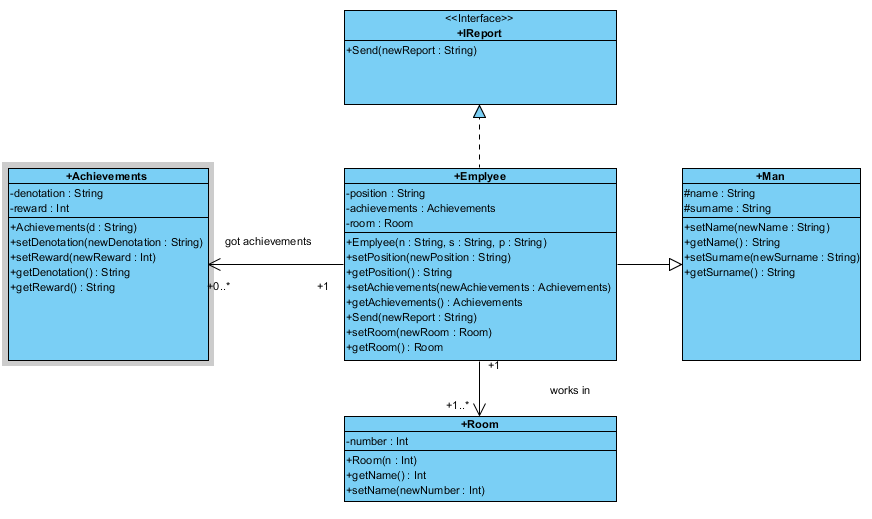 <<Interface>>
+IReport
+Send(newReport : String)
+Achievements
-denotation : String
-reward : Int
+Achievements(d : String)
+setDenotation(newDenotation : String)
+setReward(newReward : Int)
+getDenotation() : String
+getReward() : String
got achievements
+0..*
+1
+Emplyee
-position : String
-achievements : Achievements
-room : Room
+Emplyee(n : String, s : String, p : String)
+setPosition(newPosition : String)
+getPosition() : String
+setAchievements(newAchievements : Achievements)
+getAchievements() : Achievements
+Send(newReport : String)
+setRoom(newRoom : Room)
+getRoom() : Room
+Man
#name : String
#surname : String
+setName(newName : String)
+getName() : String
+setSurname(newSurname : String)
+getSurname() : String
+1
works in
+1..*
+Room
-number : Int
+Room(n : Int)
+getName() : Int
+setName(newNumber : Int)